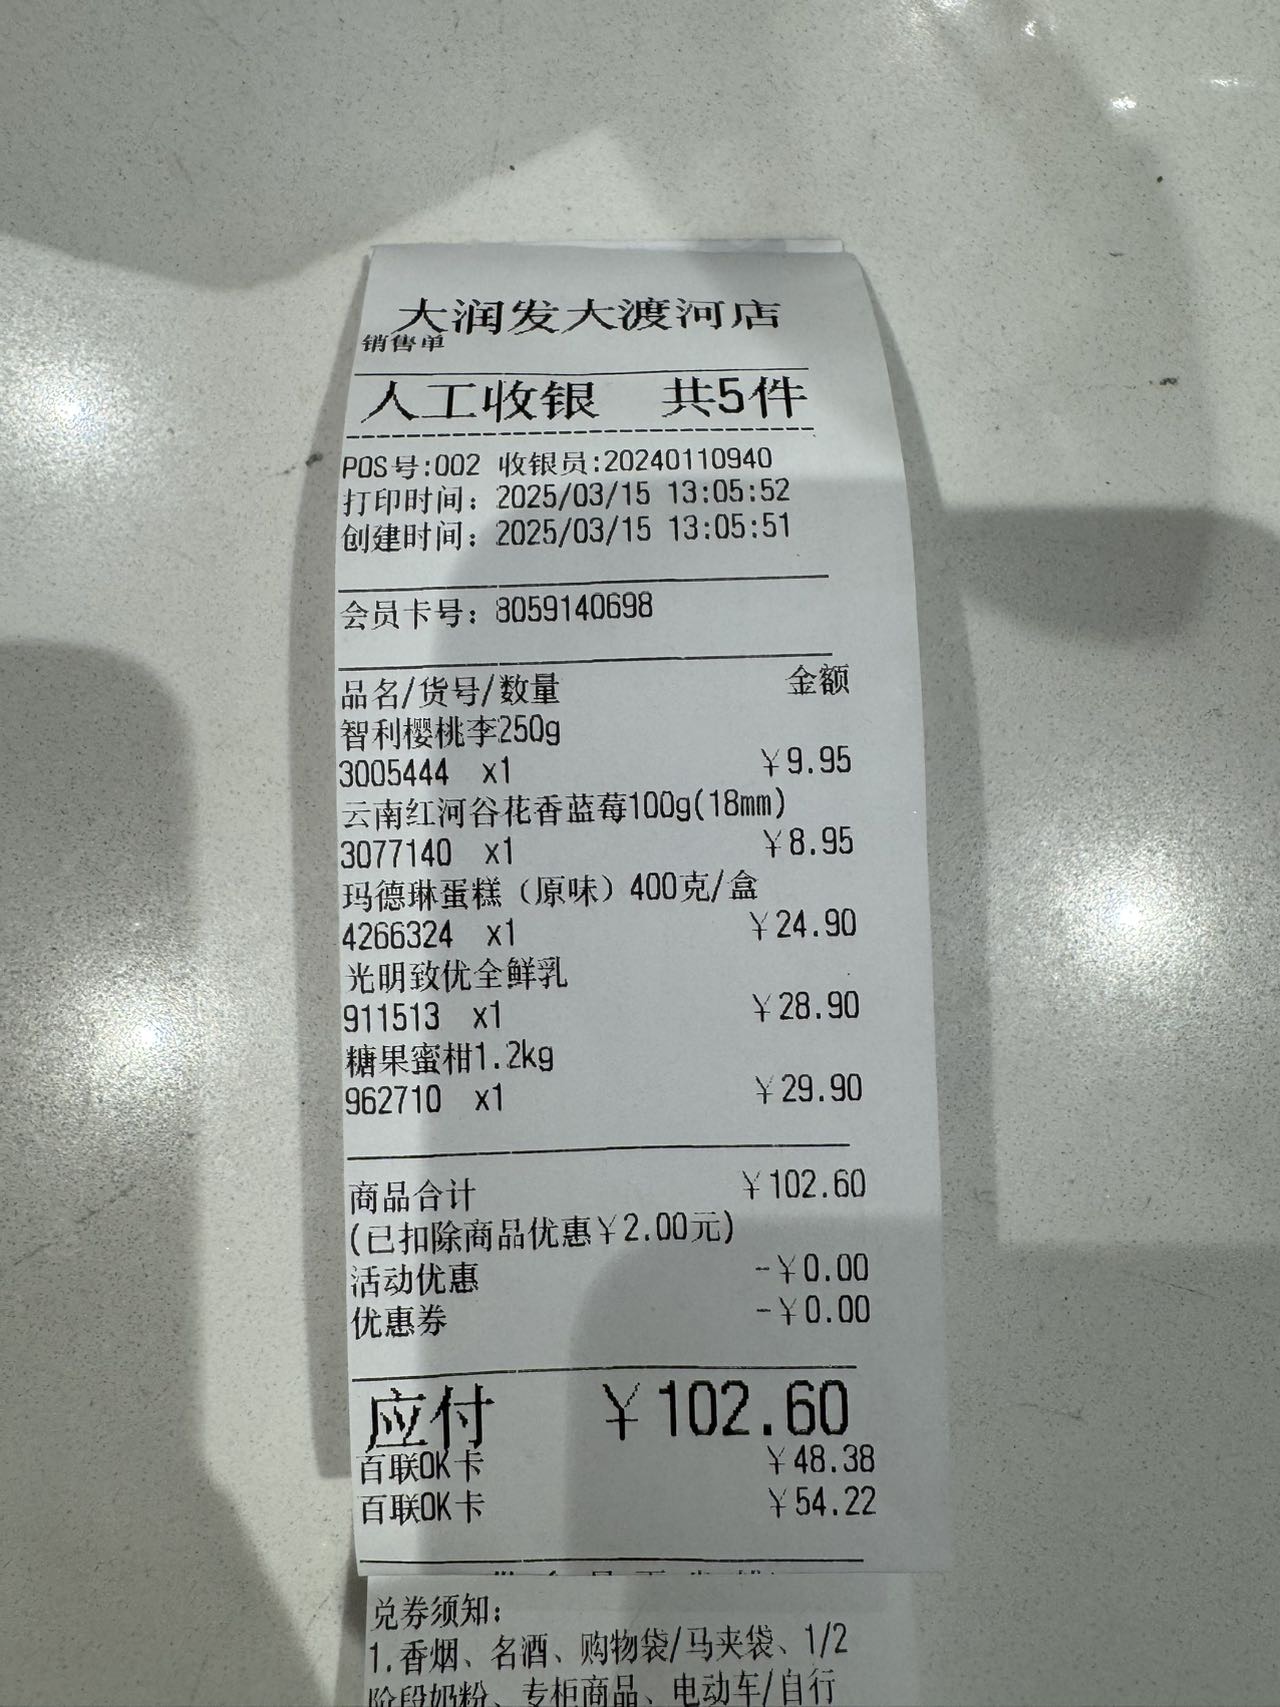 大润发大渡河店
销售单
人工收银 共5件
POS号:002 收银员:20240110940
打印时间：2025/03/15 13:05:52
创建时间：2025/03/15 13:05:51
会员卡号：8059140698
品名/货号/数量 金额
智利樱桃李250g
3005444 x1 ￥9.95
云南红河谷花香蓝莓100g(18mm)
3077140 x1 ￥8.95
玛德琳蛋糕（原味）400克/盒
4266324 x1 ￥24.90
光明致优全鲜乳
911513 x1 ￥28.90
糖果蜜柑1.2kg
962710 x1 ￥29.90
商品合计 ￥102.60
(已扣除商品优惠￥2.00元)
活动优惠 -￥0.00
优惠券 -￥0.00
应付 ￥102.60
百联OK卡 ￥48.38
百联OK卡 ￥54.22
兑券须知：
1.香烟、名酒、购物袋/马夹袋、1/2
阶段奶粉、专柜商品、电动车/自行